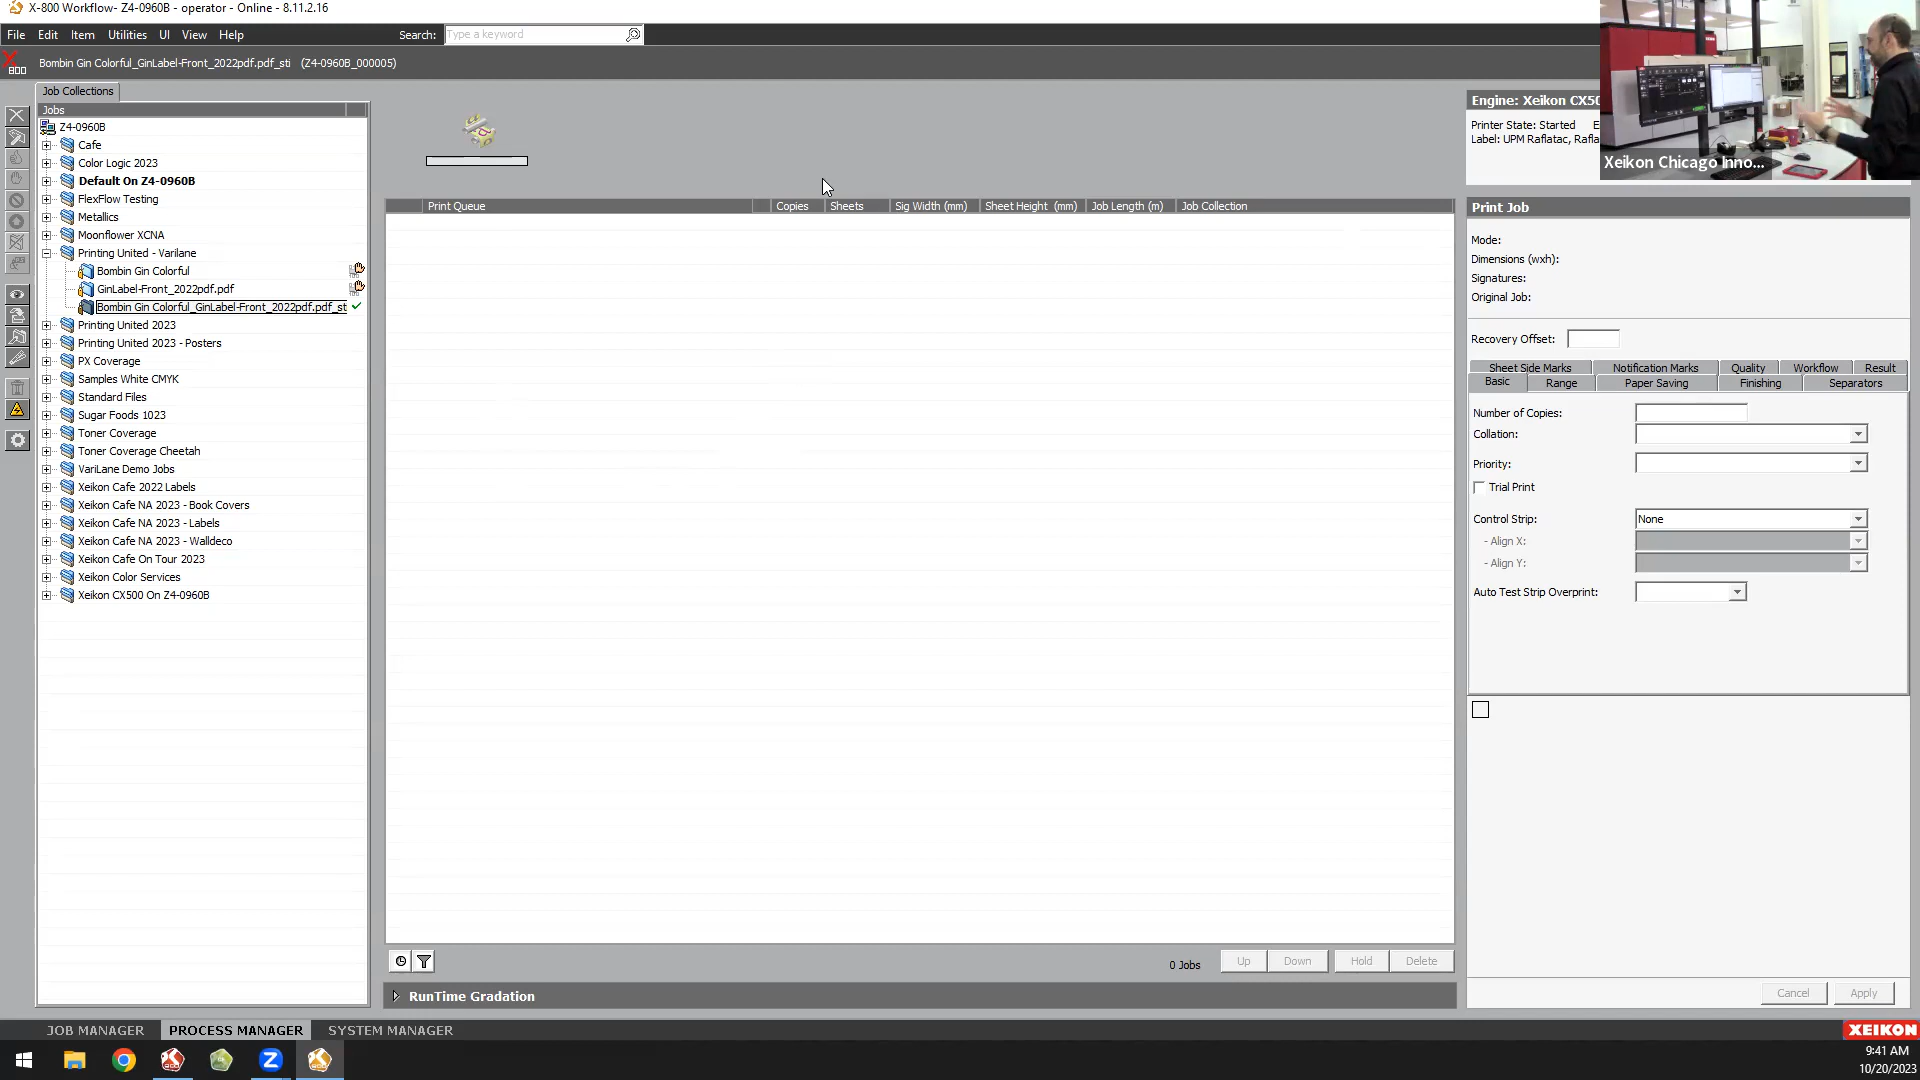 X-800 Workflow- Z4-0960B - operator - Online - 8.11.2.16
File Edit Item Utilities UI View Help Search: Type a keyword
800 Bombin Gin Colorful_GinLabel-Front_2022pdf.pdf_sti (Z4-0960B_000005)
Job Collections
Jobs
Z4-0960B
Cafe
Color Logic 2023
Default On Z4-0960B
FlexFlow Testing
Metallics
Moonflower XCNA
Printing United - Varilane
Bombin Gin Colorful
GinLabel-Front_2022pdf.pdf
Bombin Gin Colorful_GinLabel-Front_2022pdf.pdf_sti
Printing United 2023
Printing United 2023 - Posters
PX Coverage
Samples White CMYK
Standard Files
Sugar Foods 1023
Toner Coverage
Toner Coverage Cheetah
VariLane Demo Jobs
Xeikon Cafe 2022 Labels
Xeikon Cafe NA 2023 - Book Covers
Xeikon Cafe NA 2023 - Labels
Xeikon Cafe NA 2023 - Walldeco
Xeikon Cafe On Tour 2023
Xeikon Color Services
Xeikon CX500 On Z4-0960B
Print Queue Copies Sheets Sig Width (mm) Sheet Height (mm) Job Length (m) Job Collection
0 Jobs Up Down Hold Delete
RunTime Gradation
Engine: Xeikon CX50
Printer State: Started E
Label: UPM Raflatac, Rafla
Xeikon Chicago Inno...
Print Job
Mode:
Dimensions (wxh):
Signatures:
Original Job:
Recovery Offset:
Sheet Side Marks Notification Marks Quality Workflow Result
Basic Range Paper Saving Finishing Separators
Number of Copies:
Collation:
Priority:
Trial Print
Control Strip: None
- Align X:
- Align Y:
Auto Test Strip Overprint:
Cancel Apply
JOB MANAGER PROCESS MANAGER SYSTEM MANAGER XEIKON
9:41 AM
10/20/2023